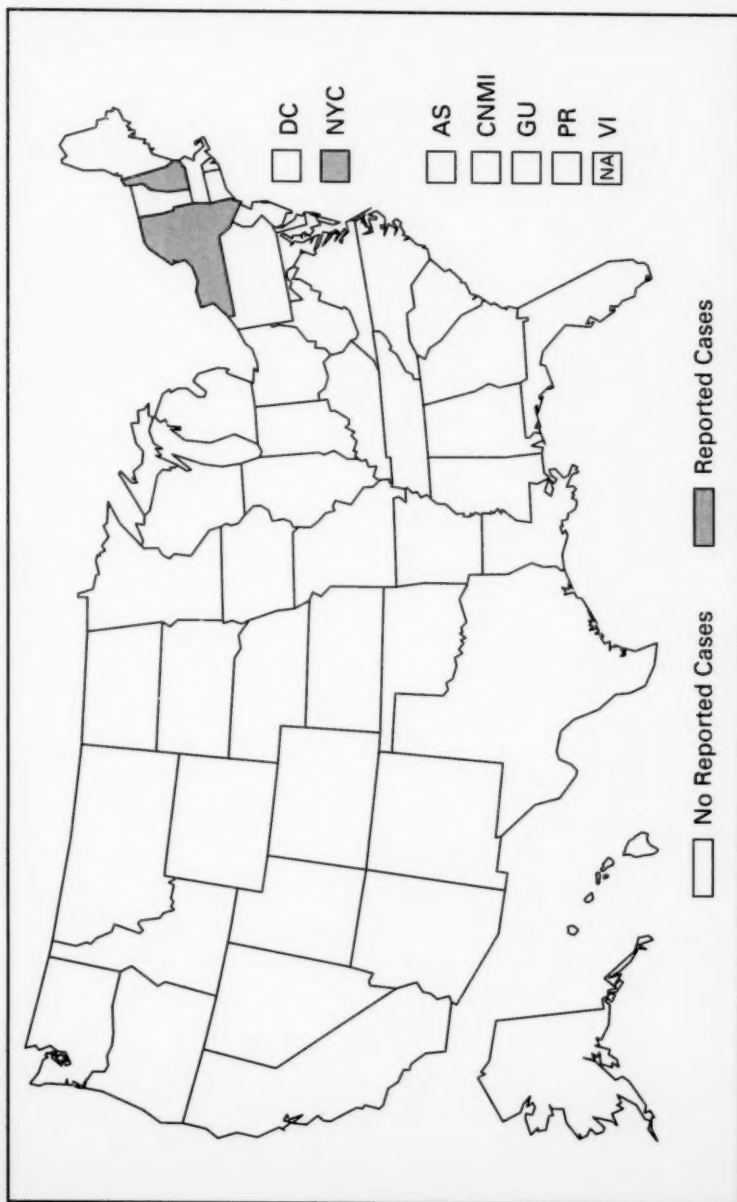 DC
NYC
AS
CNMI
GU
PR
NA VI
No Reported Cases
Reported Cases